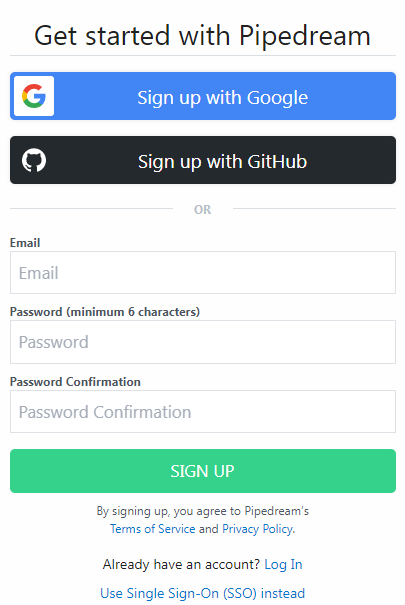 Get started with Pipedream
Sign up with Google
Sign up with GitHub
OR
Email
Email
Password (minimum 6 characters)
Password
Password Confirmation
Password Confirmation
SIGN UP
By signing up, you agree to Pipedream's
Terms of Service and Privacy Policy.
Already have an account? Log In
Use Single Sign-On (SSO) instead